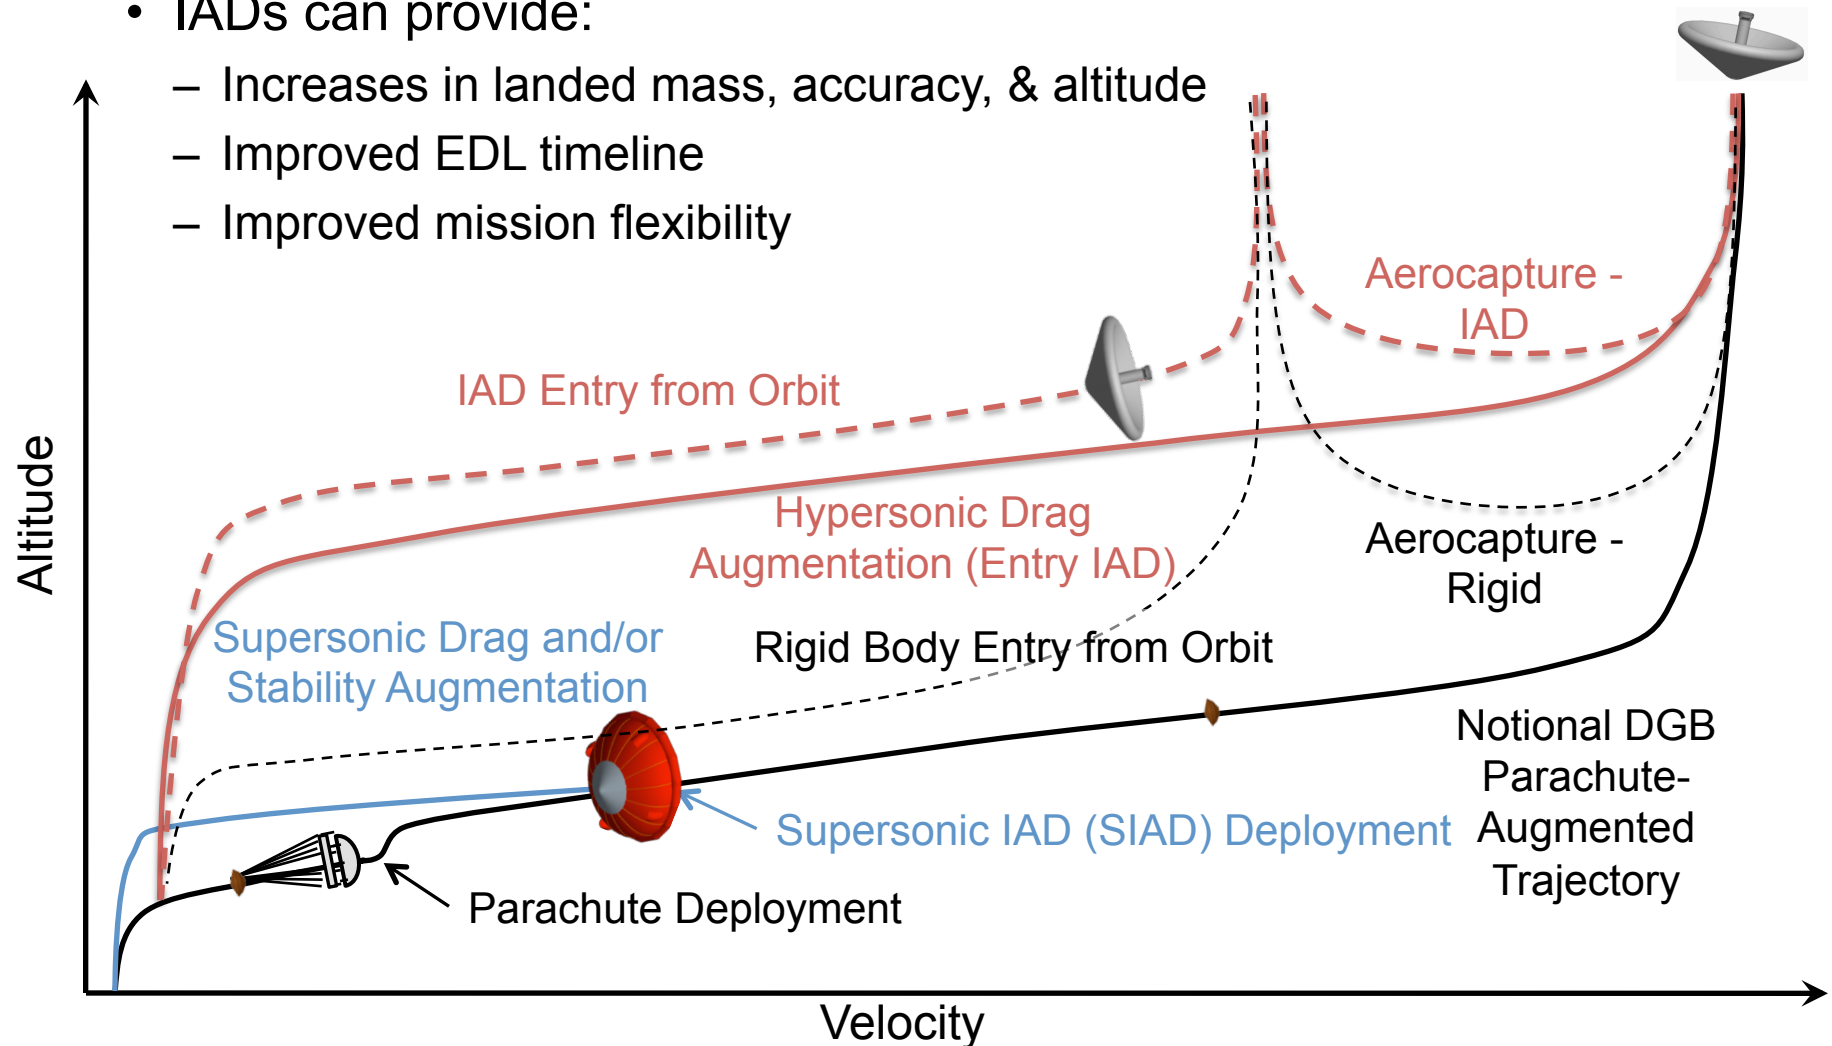 • IADs can provide:
– Increases in landed mass, accuracy, & altitude
– Improved EDL timeline
– Improved mission flexibility
Aerocapture -
IAD
IAD Entry from Orbit
Hypersonic Drag
Augmentation (Entry IAD)
Aerocapture -
Rigid
Supersonic Drag and/or
Stability Augmentation
Rigid Body Entry from Orbit
Notional DGB
Parachute-
Augmented
Trajectory
Supersonic IAD (SIAD) Deployment
Parachute Deployment
Altitude
Velocity